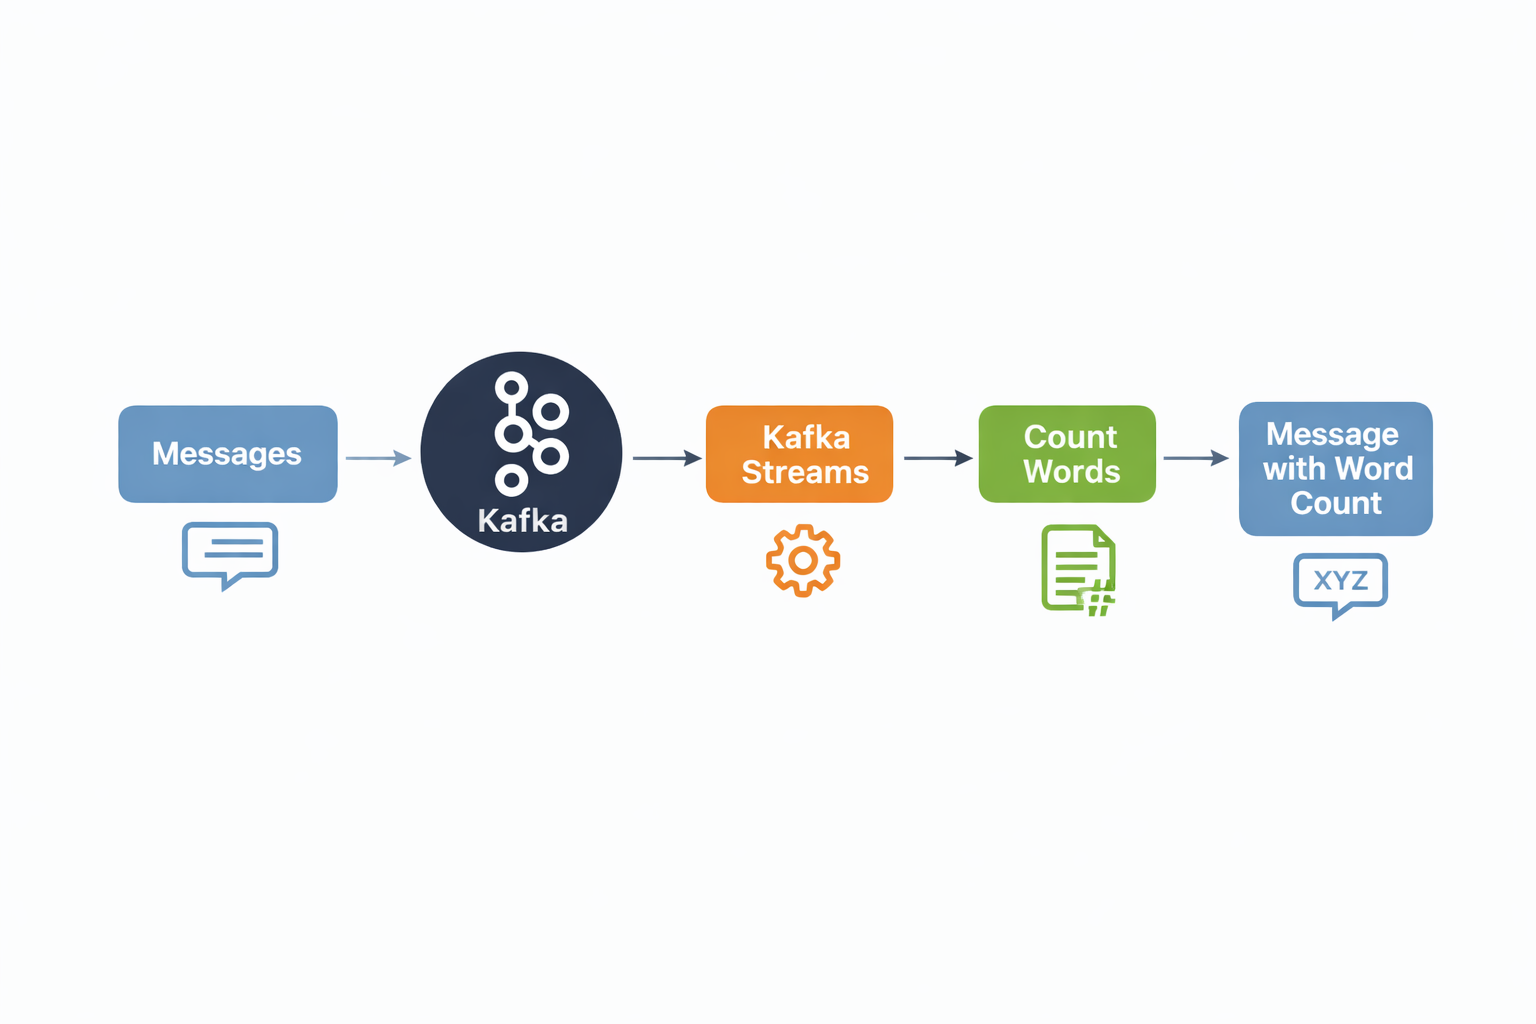 Messages
Kafka
Kafka
Streams
Count
Words
#
Message
with Word
Count
XYZ